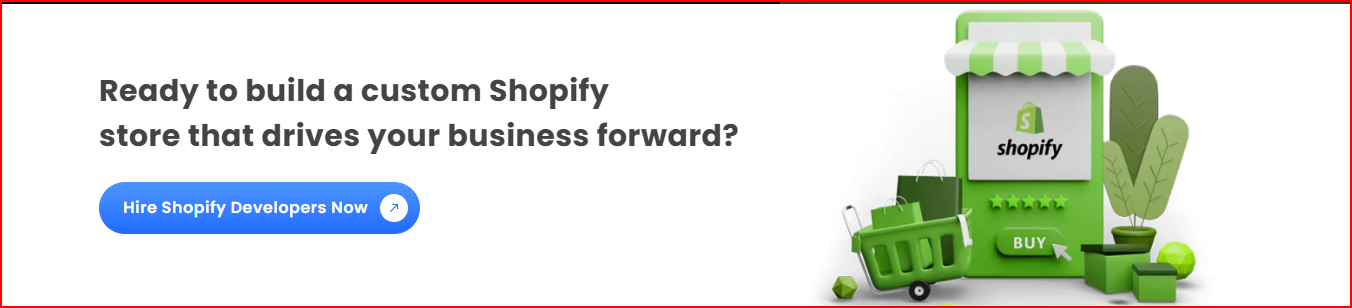 Ready to build a custom Shopify
store that drives your business forward?
Hire Shopify Developers Now
S
shopify
BUY